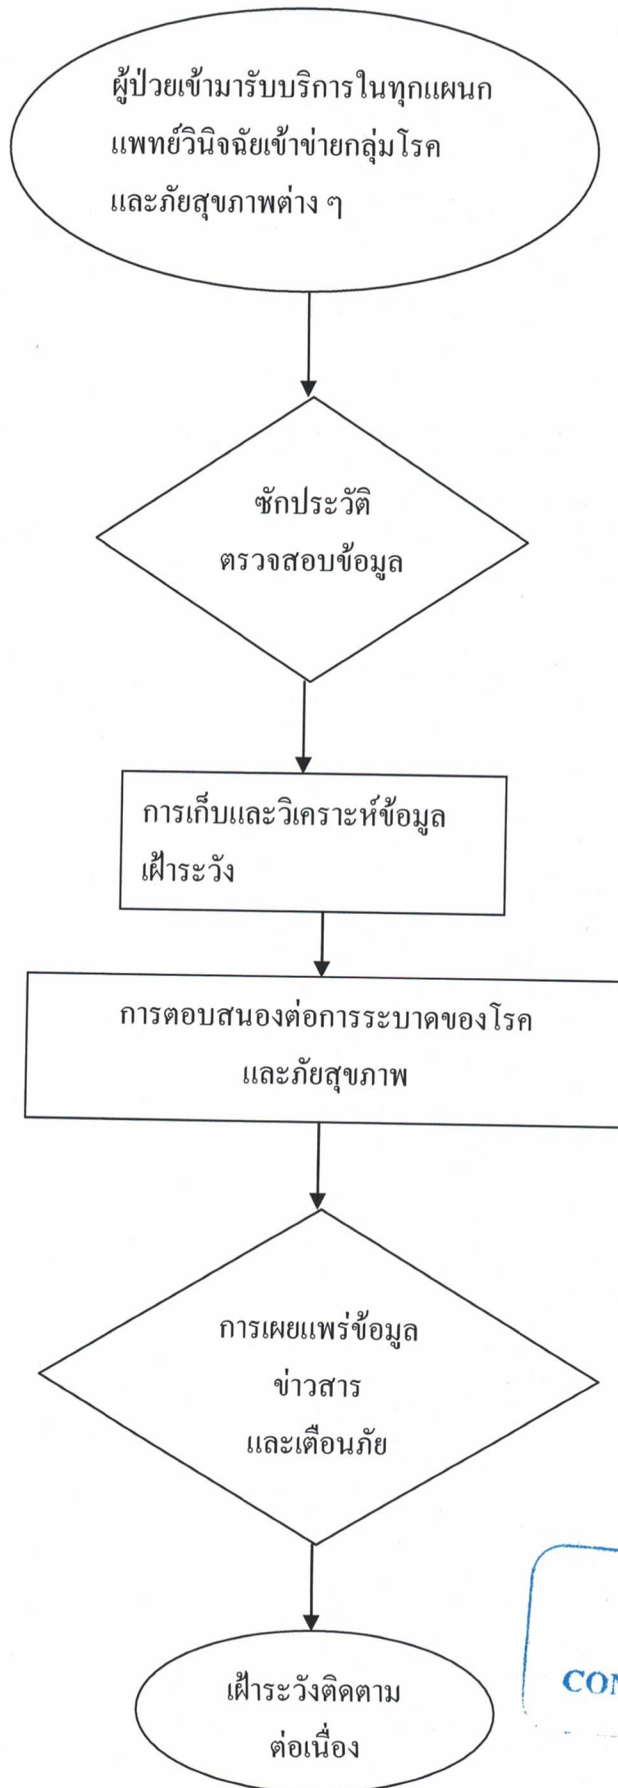 ผู้ป่วยเข้ามารับบริการในทุกแผนก
แพทย์วินิจฉัยเข้าข่ายกลุ่มโรค
และภัยสุขภาพต่าง ๆ
ซักประวัติ
ตรวจสอบข้อมูล
การเก็บและวิเคราะห์ข้อมูล
เฝ้าระวัง
การตอบสนองต่อการระบาดของโรค
และภัยสุขภาพ
การเผยแพร่ข้อมูล
ข่าวสาร
และเตือนภัย
เฝ้าระวังติดตาม
ต่อเนื่อง